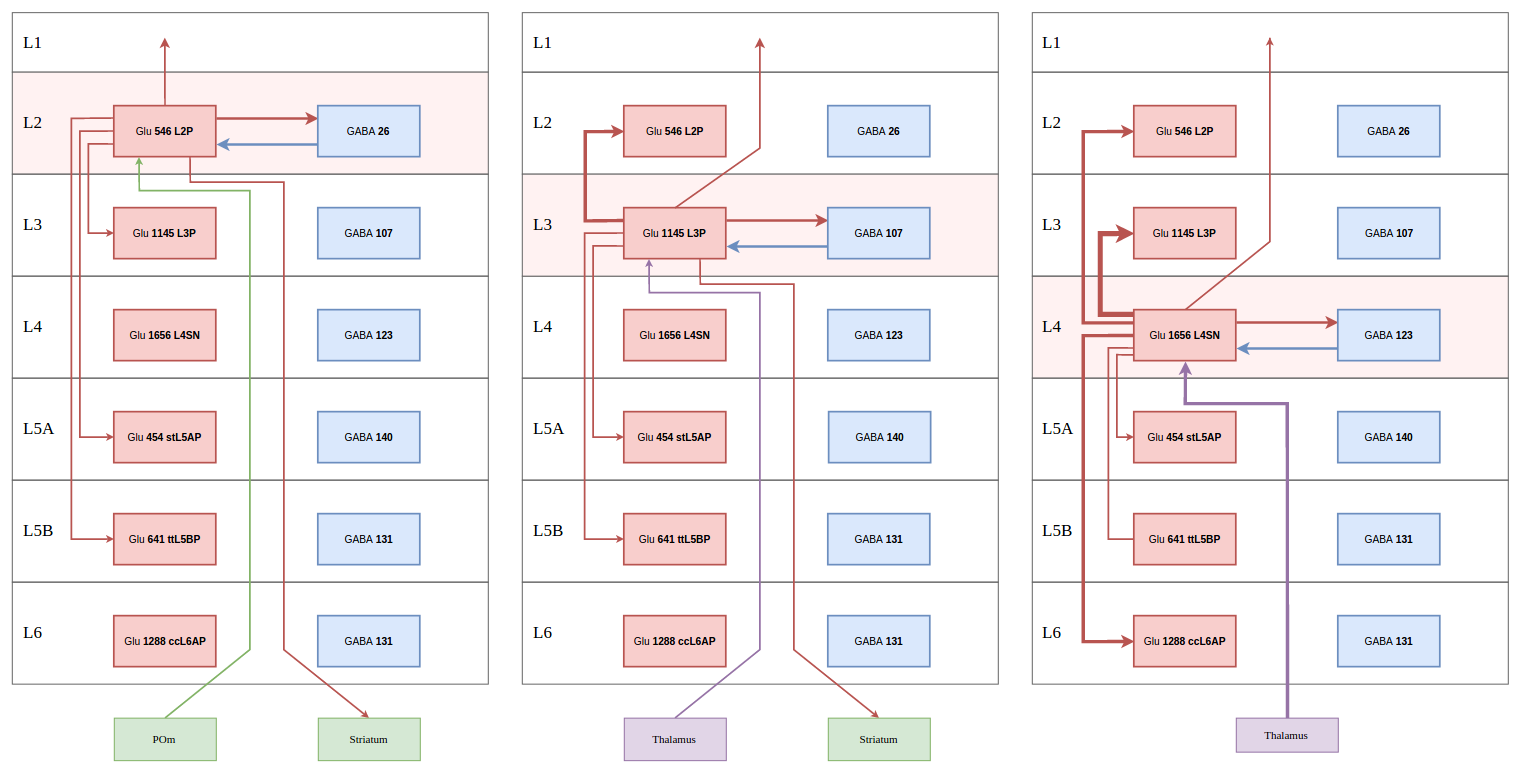 L1
L2
Glu 546 L2P
GABA 26
L3
Glu 1145 L3P
GABA 107
L4
Glu 1656 L4SN
GABA 123
L5A
Glu 454 stL5AP
GABA 140
L5B
Glu 641 ttL5BP
GABA 131
L6
Glu 1288 ccL6AP
GABA 131
POm
Striatum
L1
L2
Glu 546 L2P
GABA 26
L3
Glu 1145 L3P
GABA 107
L4
Glu 1656 L4SN
GABA 123
L5A
Glu 454 stL5AP
GABA 140
L5B
Glu 641 ttL5BP
GABA 131
L6
Glu 1288 ccL6AP
GABA 131
Thalamus
Striatum
L1
L2
Glu 546 L2P
GABA 26
L3
Glu 1145 L3P
GABA 107
L4
Glu 1656 L4SN
GABA 123
L5A
Glu 454 stL5AP
GABA 140
L5B
Glu 641 ttL5BP
GABA 131
L6
Glu 1288 ccL6AP
GABA 131
Thalamus